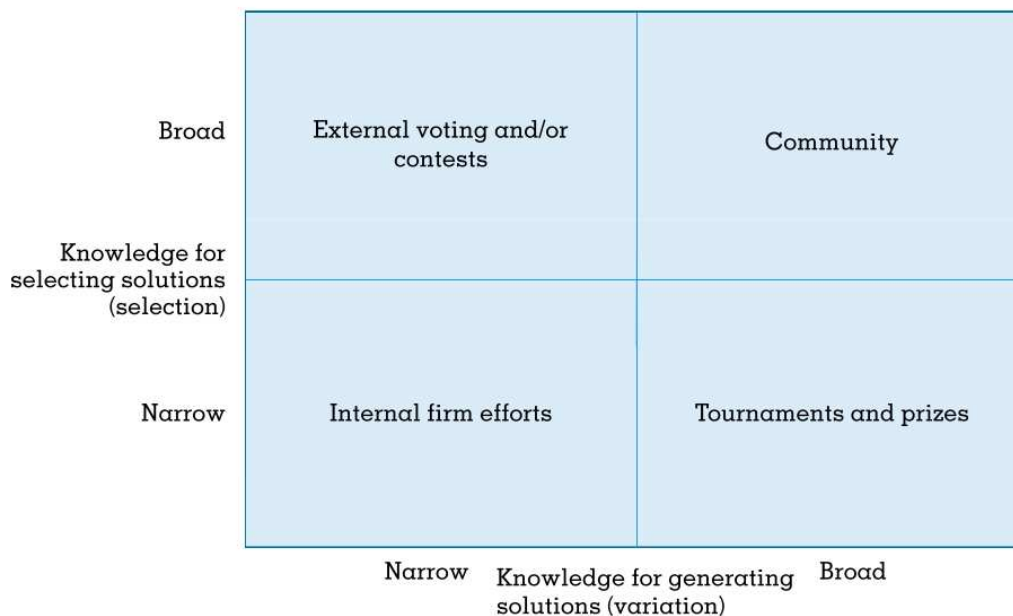 Broad
External voting and/or
contests
Community
Knowledge for
selecting solutions
(selection)
Narrow
Internal firm efforts
Tournaments and prizes
Narrow
Knowledge for generating
solutions (variation)
Broad